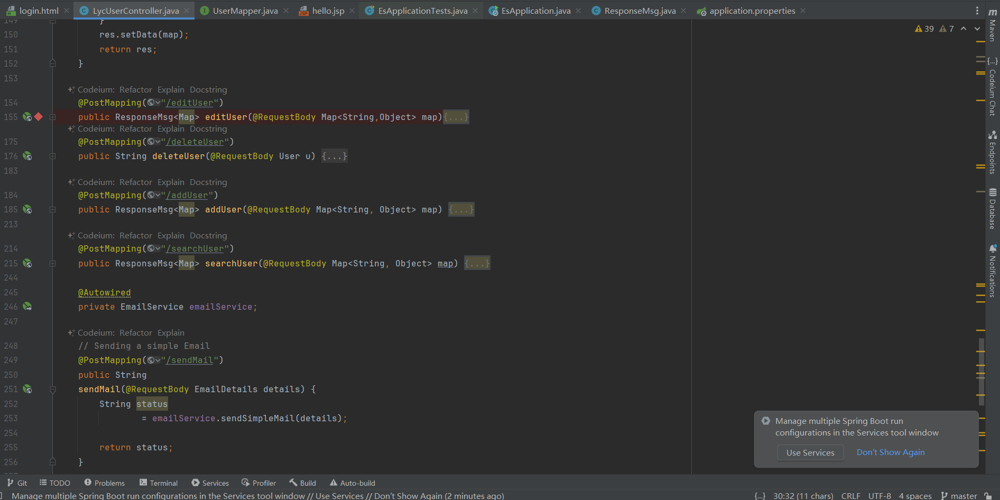 login.html LycUserController.java UserMapper.java hello.jsp EsApplicationTests.java EsApplication.java ResponseMsg.java application.properties
39 7
149 }
150 res.setData(map);
151 return res;
152 }
153
Codeium: Refactor Explain Docstring
154 @PostMapping("/editUser")
155 public ResponseMsg<Map> editUser(@RequestBody Map<String,Object> map){...}
Codeium: Refactor Explain Docstring
175 @PostMapping("/deleteUser")
176 public String deleteUser(@RequestBody User u) {...}
183
Codeium: Refactor Explain Docstring
184 @PostMapping("/addUser")
185 public ResponseMsg<Map> addUser(@RequestBody Map<String, Object> map) {...}
213
Codeium: Refactor Explain Docstring
214 @PostMapping("/searchUser")
215 public ResponseMsg<Map> searchUser(@RequestBody Map<String, Object> map) {...}
244
245 @Autowired
246 private EmailService emailService;
247
Codeium: Refactor Explain
248 // Sending a simple Email
249 @PostMapping("/sendMail")
250 public String
251 sendMail(@RequestBody EmailDetails details) {
252 String status
253 = emailService.sendSimpleMail(details);
254
255 return status;
256 }
m Maven
{...} Codeium Chat
Endpoints
Database
Notifications
Manage multiple Spring Boot run
configurations in the Services tool window
Use Services Don't Show Again
Git TODO Problems Terminal Services Profiler Build Auto-build
Manage multiple Spring Boot run configurations in the Services tool window // Use Services // Don't Show Again (2 minutes ago) {...} 30:32 (11 chars) CRLF UTF-8 4 spaces master